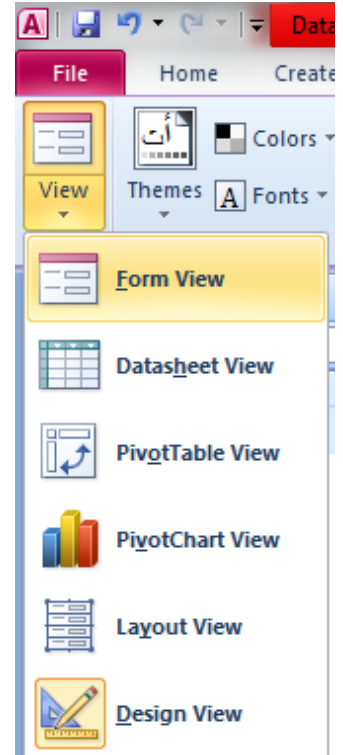 A
Data
File Home Create
View Themes أت Colors
A Fonts
Form View
Datasheet View
PivotTable View
PivotChart View
Layout View
Design View